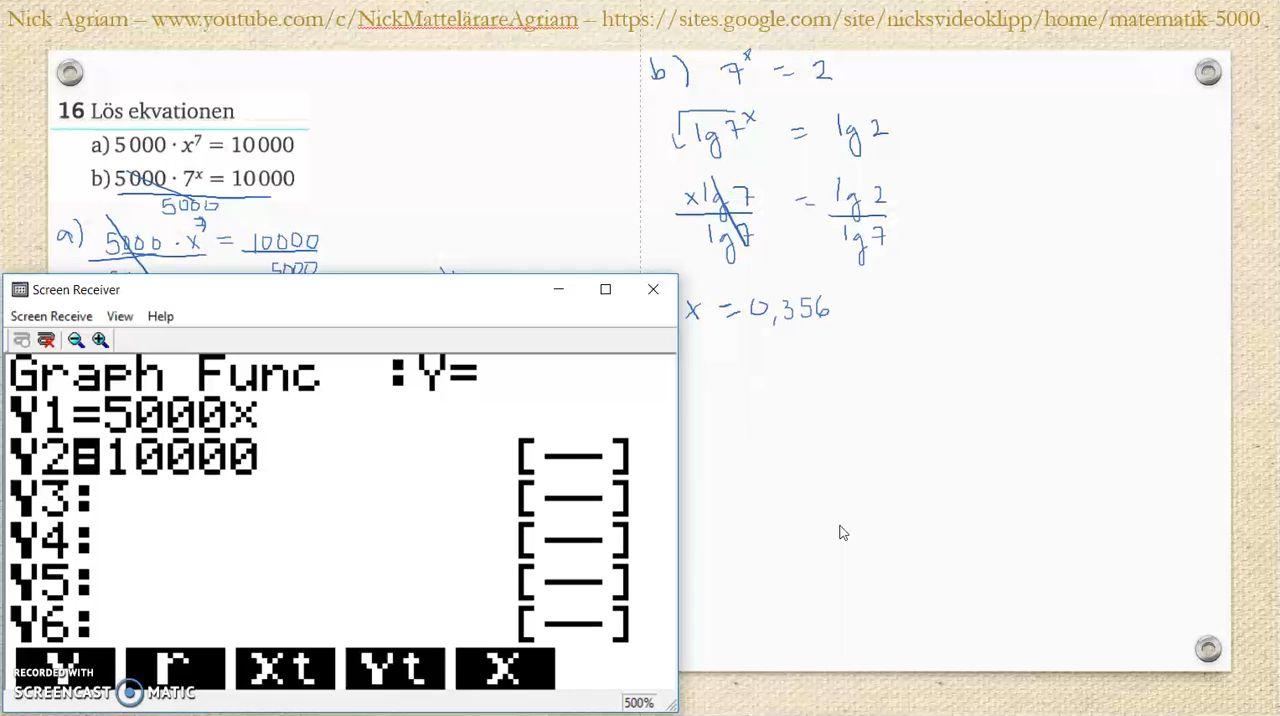 Nick Agriam – www.youtube.com/c/NickMattelärareAgriam – https://sites.google.com/site/nicksvideoklipp/home/matematik-5000
16 Lös ekvationen
a) 5 000 · x⁷ = 10 000
b) 5 000 · 7ˣ = 10 000
5000
a) 5000 · x⁷ = 10000
5000
b) 7ˣ = 2
lg 7ˣ = lg 2
x lg 7 = lg 2
lg 7 lg 7
x = 0,356
Screen Receiver
Screen Receive View Help
Graph Func :Y=
Y1=5000x
Y2=10000 [—]
Y3: [—]
Y4: [—]
Y5: [—]
Y6: [—]
Y r Xt Yt X
RECORDED WITH
SCREENCAST MATIC
500%